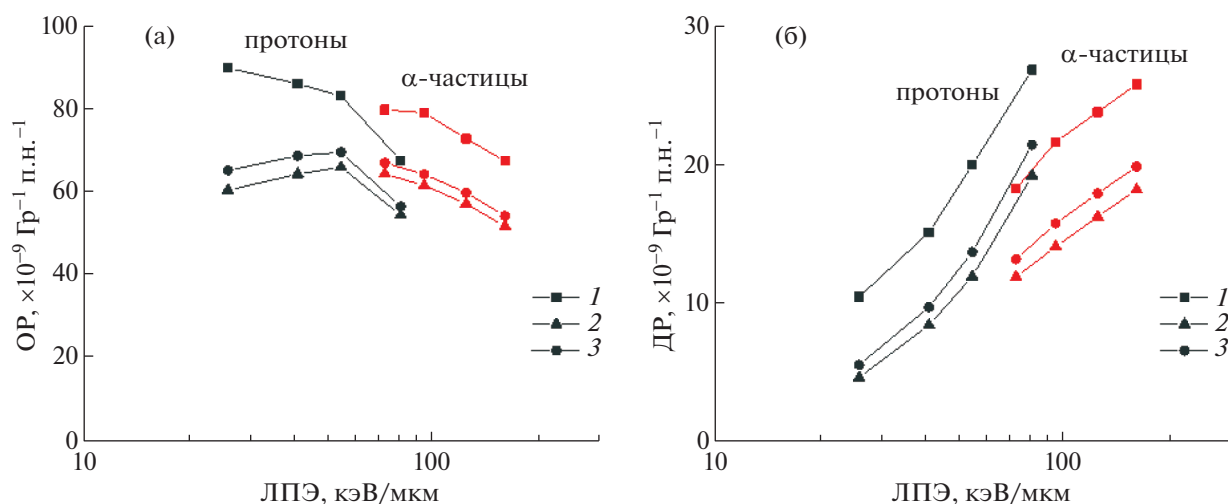 (а)
протоны
α-частицы
ОР, ×10⁻⁹ Гр⁻¹ п.н.⁻¹
100
80
60
40
20
0
1
2
3
10
100
ЛПЭ, кэВ/мкм
(б)
α-частицы
протоны
ДР, ×10⁻⁹ Гр⁻¹ п.н.⁻¹
30
20
10
0
1
2
3
10
100
ЛПЭ, кэВ/мкм